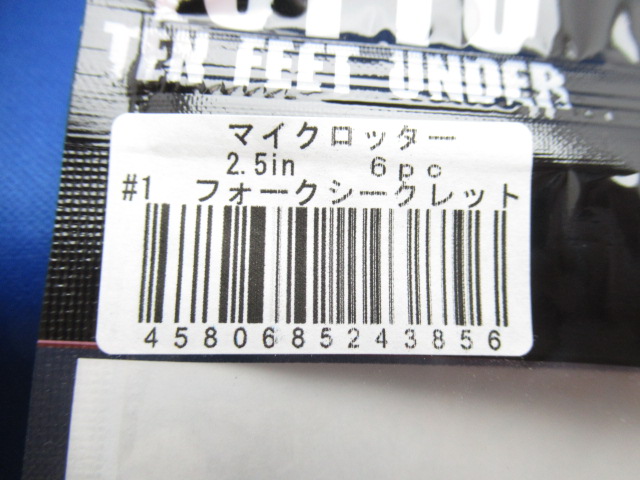 TEN FEET UNDER
マイクロッター
2.5in 6pc
#1 フォークシークレット
4580685243856